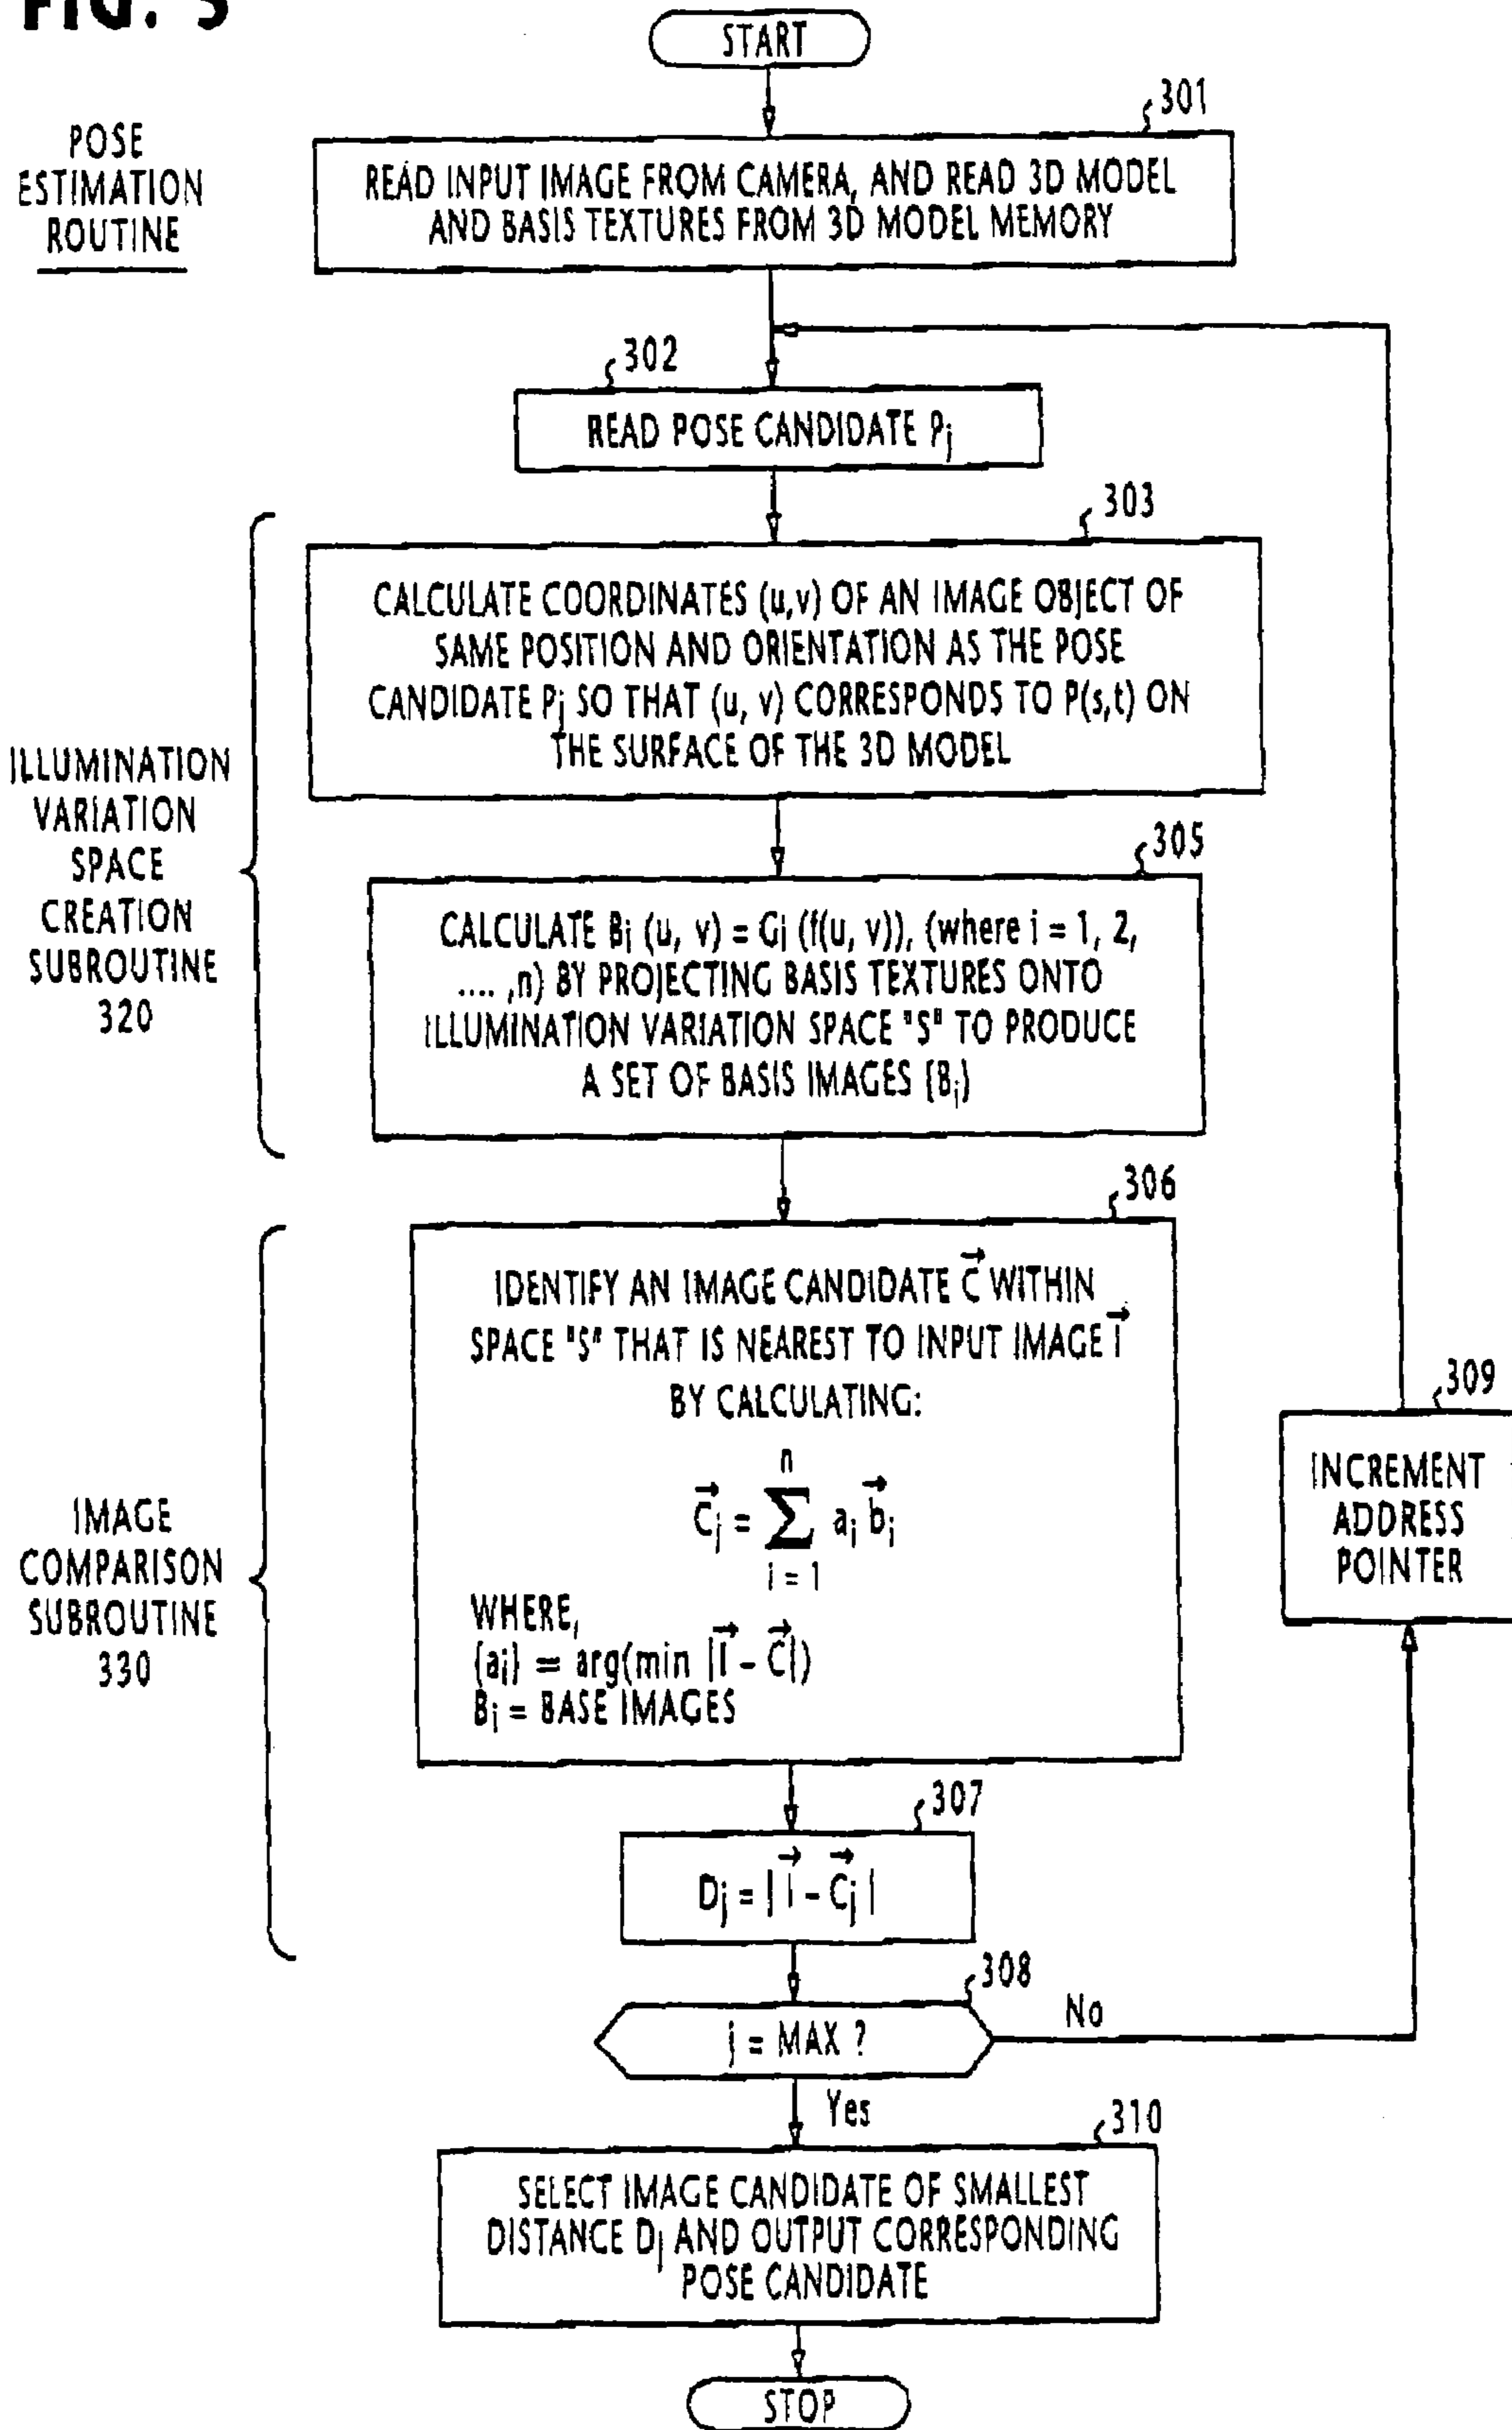 FIG. 3
START
POSE
ESTIMATION
ROUTINE
301
READ INPUT IMAGE FROM CAMERA, AND READ 3D MODEL
AND BASIS TEXTURES FROM 3D MODEL MEMORY
302
READ POSE CANDIDATE Pj
303
CALCULATE COORDINATES (u,v) OF AN IMAGE OBJECT OF
SAME POSITION AND ORIENTATION AS THE POSE
CANDIDATE Pj SO THAT (u, v) CORRESPONDS TO P(s,t) ON
THE SURFACE OF THE 3D MODEL
ILLUMINATION
VARIATION
SPACE
CREATION
SUBROUTINE
320
305
CALCULATE Bi (u, v) = Gi (f(u, v)), (where i = 1, 2,
.... ,n) BY PROJECTING BASIS TEXTURES ONTO
ILLUMINATION VARIATION SPACE "S" TO PRODUCE
A SET OF BASIS IMAGES {Bi}
306
IDENTIFY AN IMAGE CANDIDATE C⃗ WITHIN
SPACE "S" THAT IS NEAREST TO INPUT IMAGE I⃗
BY CALCULATING:
n
C⃗j = Σ ai b⃗i
i = 1
WHERE,
{ai} = arg(min |I⃗ - C⃗|)
Bi = BASE IMAGES
IMAGE
COMPARISON
SUBROUTINE
330
307
Dj = | I⃗ - C⃗j |
308
j = MAX ?
No
Yes
309
INCREMENT
ADDRESS
POINTER
310
SELECT IMAGE CANDIDATE OF SMALLEST
DISTANCE Dj AND OUTPUT CORRESPONDING
POSE CANDIDATE
STOP